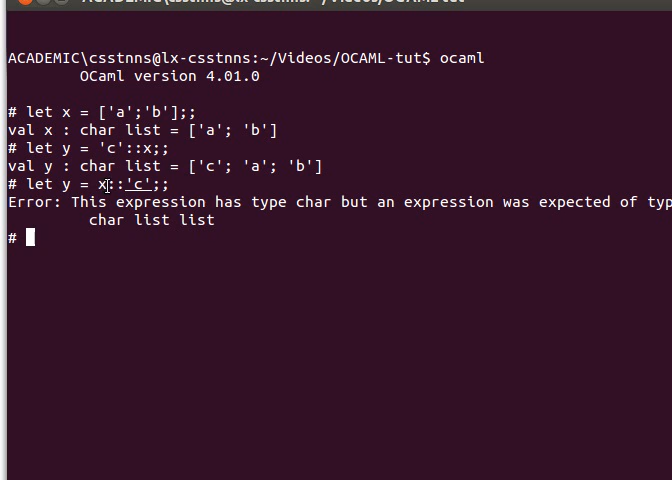 ACADEMIC\csstnns@lx-csstnns:~/Videos/OCAML-tut$ ocaml
OCaml version 4.01.0
# let x = ['a';'b'];;
val x : char list = ['a'; 'b']
# let y = 'c'::x;;
val y : char list = ['c'; 'a'; 'b']
# let y = x::'c';;
Error: This expression has type char but an expression was expected of typ
char list list
#